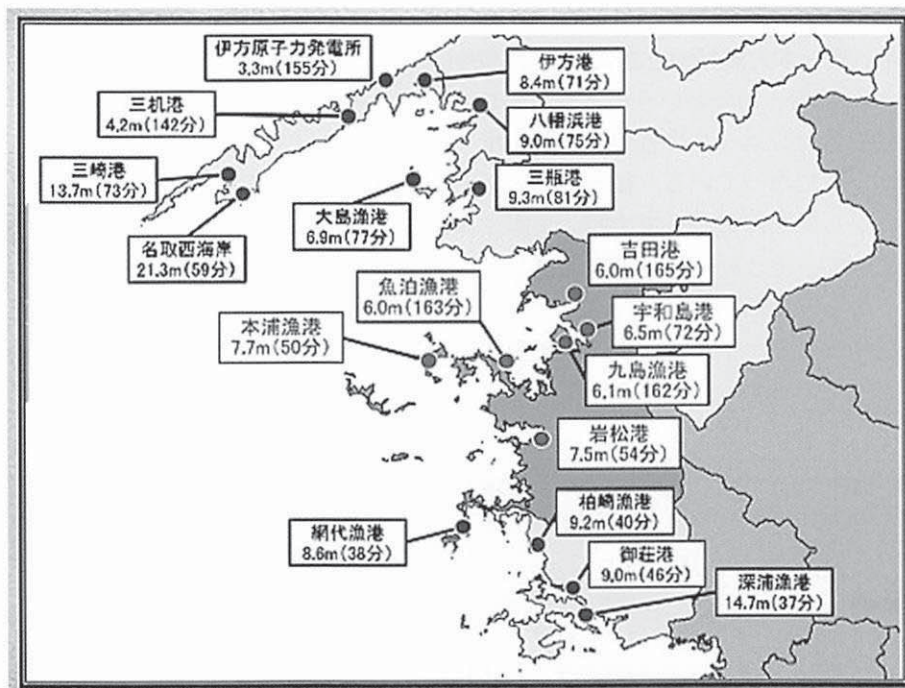 伊方原子力発電所
3.3m(155分)
伊方港
8.4m(71分)
三机港
4.2m(142分)
八幡浜港
9.0m(75分)
三崎港
13.7m(73分)
三瓶港
9.3m(81分)
大島漁港
6.9m(77分)
名取西海岸
21.3m(59分)
吉田港
6.0m(165分)
魚泊漁港
6.0m(163分)
宇和島港
6.5m(72分)
本浦漁港
7.7m(50分)
九島漁港
6.1m(162分)
岩松港
7.5m(54分)
柏崎漁港
9.2m(40分)
網代漁港
8.6m(38分)
御荘港
9.0m(46分)
深浦漁港
14.7m(37分)